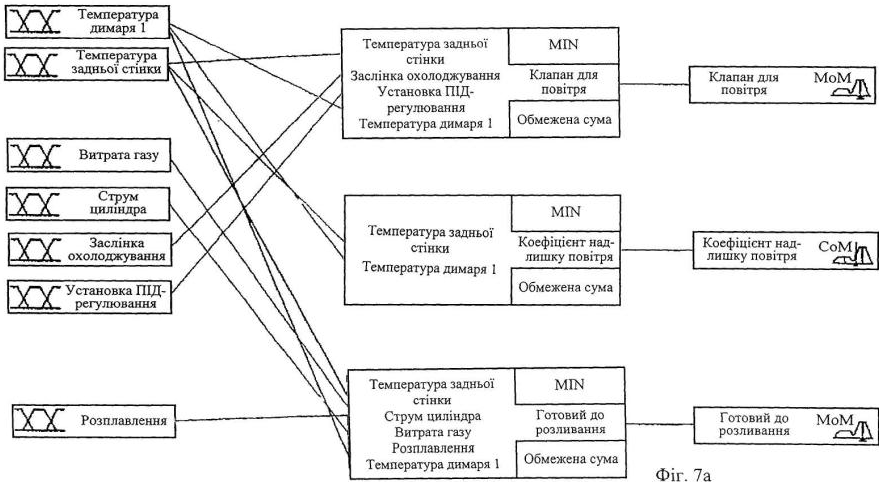 Температура
димаря 1
Температура
задньої стінки
Витрата газу
Струм
циліндра
Заслінка
охолоджування
Установка ПІД-
регулювання
Розплавлення
Температура задньої
стінки
Заслінка охолоджування
Установка ПІД-
регулювання
Температура димаря 1
MIN
Клапан для
повітря
Обмежена сума
Клапан для
повітря
MoM
Температура задньої
стінки
Температура димаря 1
MIN
Коефіцієнт над-
лишку повітря
Обмежена сума
Коефіцієнт над-
лишку повітря
CoM
Температура задньої
стінки
Струм циліндра
Витрата газу
Розплавлення
Температура димаря 1
MIN
Готовий до
розливання
Обмежена сума
Готовий до
розливання
MoM
Фіг. 7а